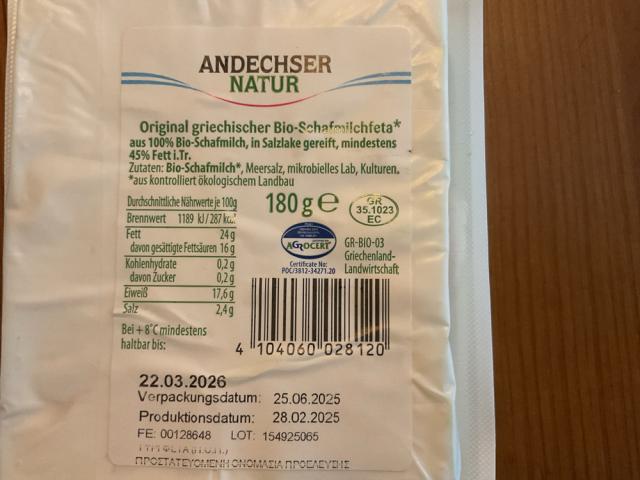 ANDECHSER
NATUR
Original griechischer Bio-Schafmilchfeta*
aus 100% Bio-Schafmilch, in Salzlake gereift, mindestens
45% Fett i.Tr.
Zutaten: Bio-Schafmilch*, Meersalz, mikrobielles Lab, Kulturen.
*aus kontrolliert ökologischem Landbau
Durchschnittliche Nährwerte je 100g
Brennwert 1189 kJ/287 kcal
Fett 24 g
davon gesättigte Fettsäuren 16 g
Kohlenhydrate 0,2 g
davon Zucker 0,2 g
Eiweiß 17,6 g
Salz 2,4 g
Bei +8°C mindestens
haltbar bis:
180 g e
GR
35.1023
EC
AGROCERT
Certificate No:
POC/3812-34271.20
GR-BIO-03
Griechenland-
Landwirtschaft
4 104060 028120
22.03.2026
Verpackungsdatum: 25.06.2025
Produktionsdatum: 28.02.2025
FE: 00128648 LOT: 154925065
ΠΡΟΣΤΑΤΕΥΟΜΕΝΗ ΟΝΟΜΑΣΙΑ ΠΡΟΕΛΕΥΣΗΣ